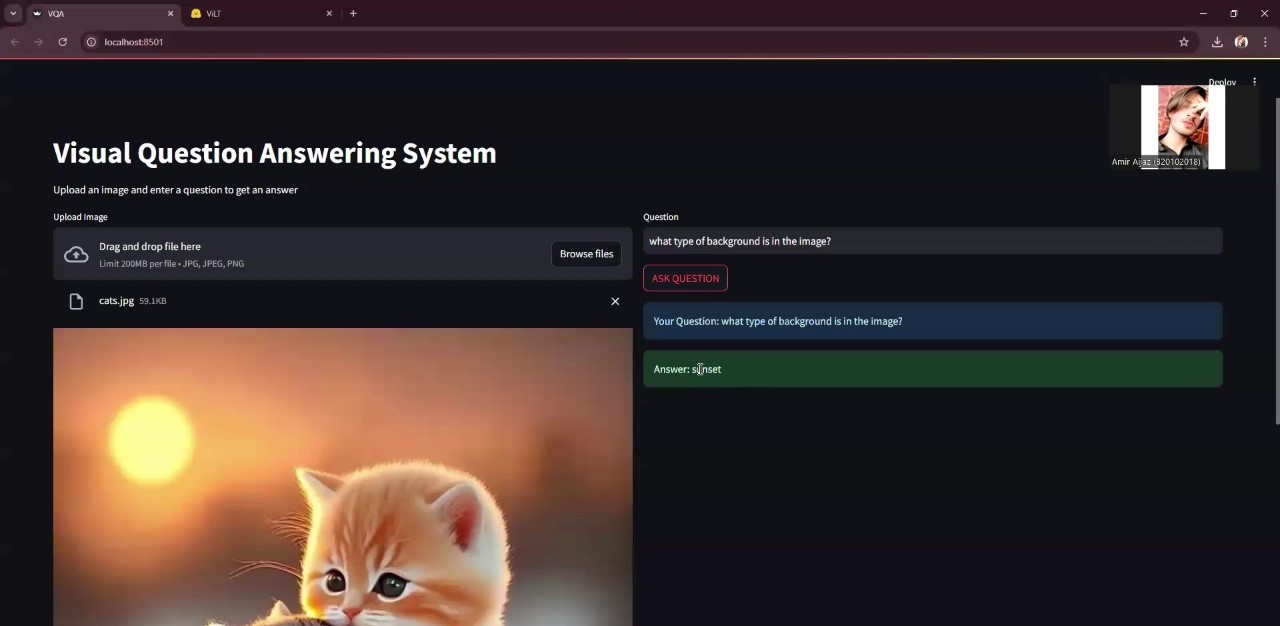 VQA
ViLT
localhost:8501
Deploy
Amir Aijaz (820102018)
Visual Question Answering System
Upload an image and enter a question to get an answer
Upload Image
Drag and drop file here
Limit 200MB per file • JPG, JPEG, PNG
Browse files
cats.jpg 59.1KB
Question
what type of background is in the image?
ASK QUESTION
Your Question: what type of background is in the image?
Answer: sunset